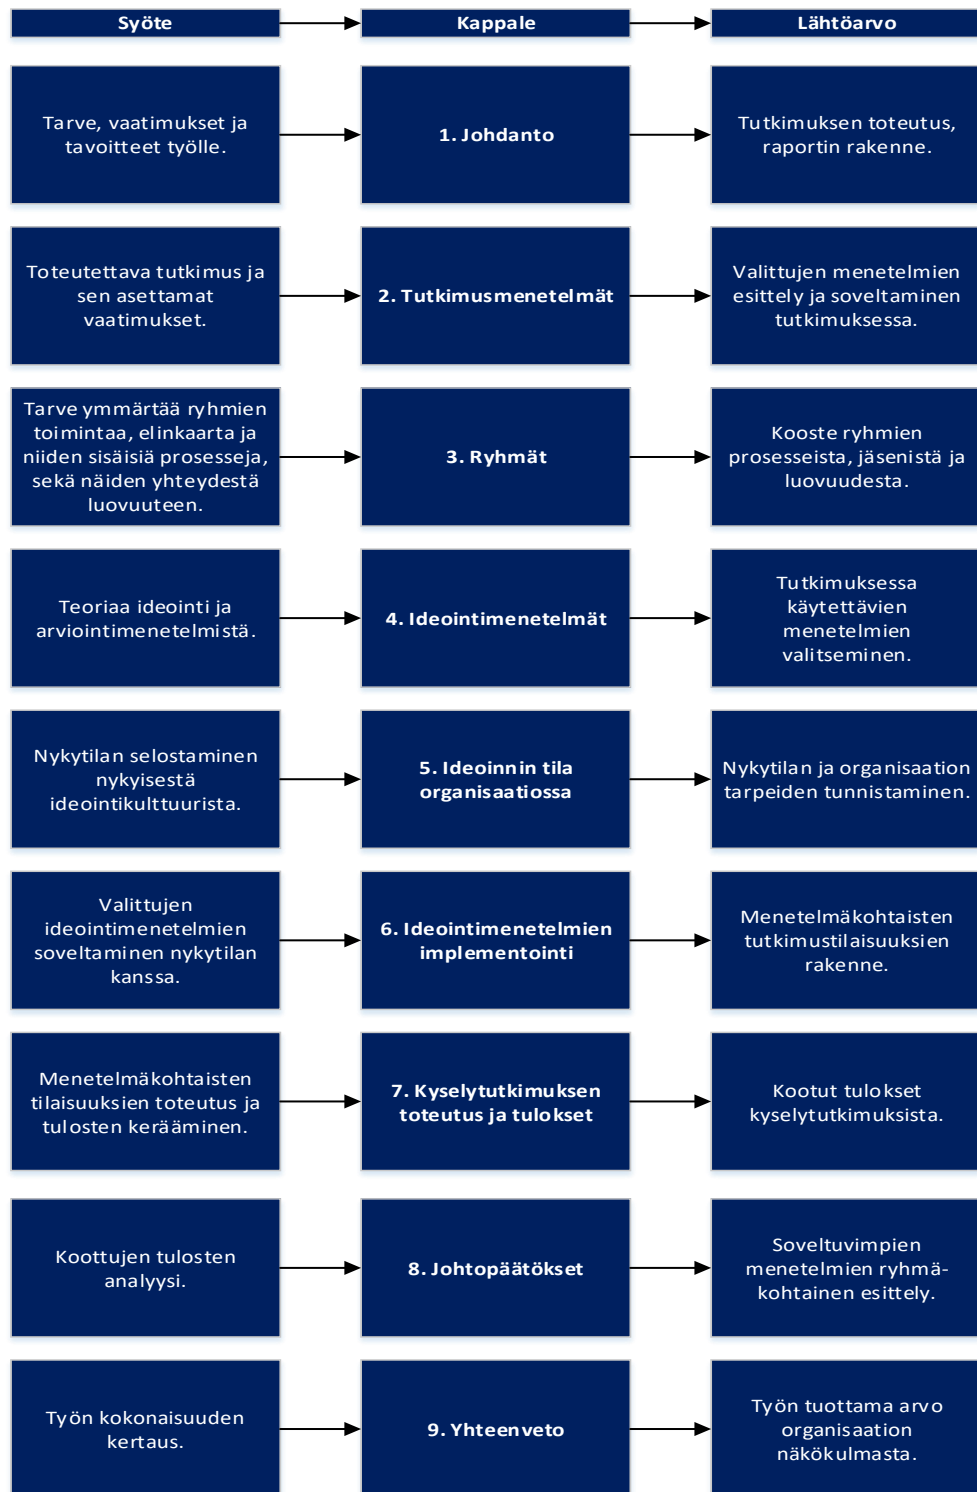 Syöte
Kappale
Lähtöarvo
Tarve, vaatimukset ja
tavoitteet työlle.
1. Johdanto
Tutkimuksen toteutus,
raportin rakenne.
Toteutettava tutkimus ja
sen asettamat
vaatimukset.
2. Tutkimusmenetelmät
Valittujen menetelmien
esittely ja soveltaminen
tutkimuksessa.
Tarve ymmärtää ryhmien
toimintaa, elinkaarta ja
niiden sisäisiä prosesseja,
sekä näiden yhteydestä
luovuuteen.
3. Ryhmät
Kooste ryhmien
prosesseista, jäsenistä ja
luovuudesta.
Teoriaa ideointi ja
arviointimenetelmistä.
4. Ideointimenetelmät
Tutkimuksessa
käytettävien
menetelmien
valitseminen.
Nykytilan selostaminen
nykyisestä
ideointikulttuurista.
5. Ideoinnin tila
organisaatiossa
Nykytilan ja organisaation
tarpeiden tunnistaminen.
Valittujen
ideointimenetelmien
soveltaminen nykytilan
kanssa.
6. Ideointimenetelmien
implementointi
Menetelmäkohtaisten
tutkimustilaisuuksien
rakenne.
Menetelmäkohtaisten
tilaisuuksien toteutus ja
tulosten kerääminen.
7. Kyselytutkimuksen
toteutus ja tulokset
Kootut tulokset
kyselytutkimuksista.
Koottujen tulosten
analyysi.
8. Johtopäätökset
Soveltuvimpien
menetelmien ryhmä-
kohtainen esittely.
Työn kokonaisuuden
kertaus.
9. Yhteenveto
Työn tuottama arvo
organisaation
näkökulmasta.